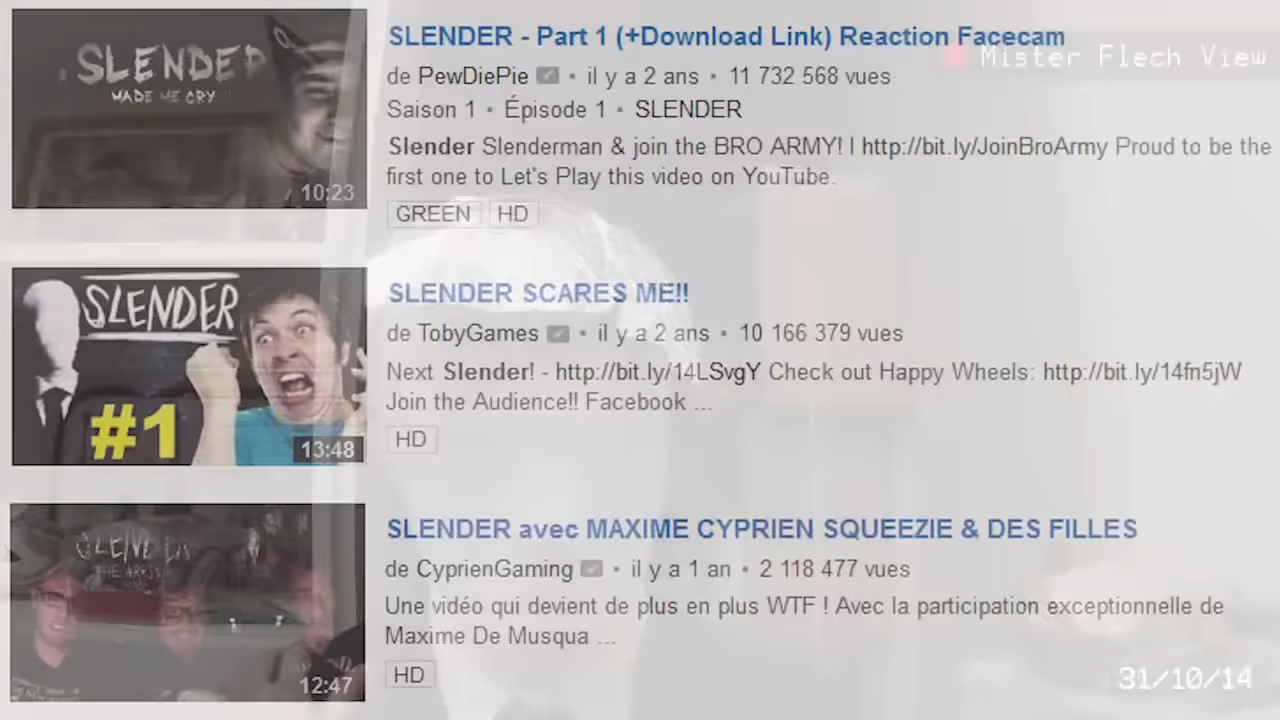 SLENDER
MADE ME CRY
10:23
SLENDER - Part 1 (+Download Link) Reaction Facecam
Mister Flech View
de PewDiePie • il y a 2 ans • 11 732 568 vues
Saison 1 • Épisode 1 • SLENDER
Slender Slenderman & join the BRO ARMY! l http://bit.ly/JoinBroArmy Proud to be the
first one to Let's Play this video on YouTube.
GREEN HD
SLENDER
#1
13:48
SLENDER SCARES ME!!
de TobyGames • il y a 2 ans • 10 166 379 vues
Next Slender! - http://bit.ly/14LSvgY Check out Happy Wheels: http://bit.ly/14fn5jW
Join the Audience!! Facebook ...
HD
12:47
SLENDER avec MAXIME CYPRIEN SQUEEZIE & DES FILLES
de CyprienGaming • il y a 1 an • 2 118 477 vues
Une vidéo qui devient de plus en plus WTF ! Avec la participation exceptionnelle de
Maxime De Musqua ...
HD
31/10/14